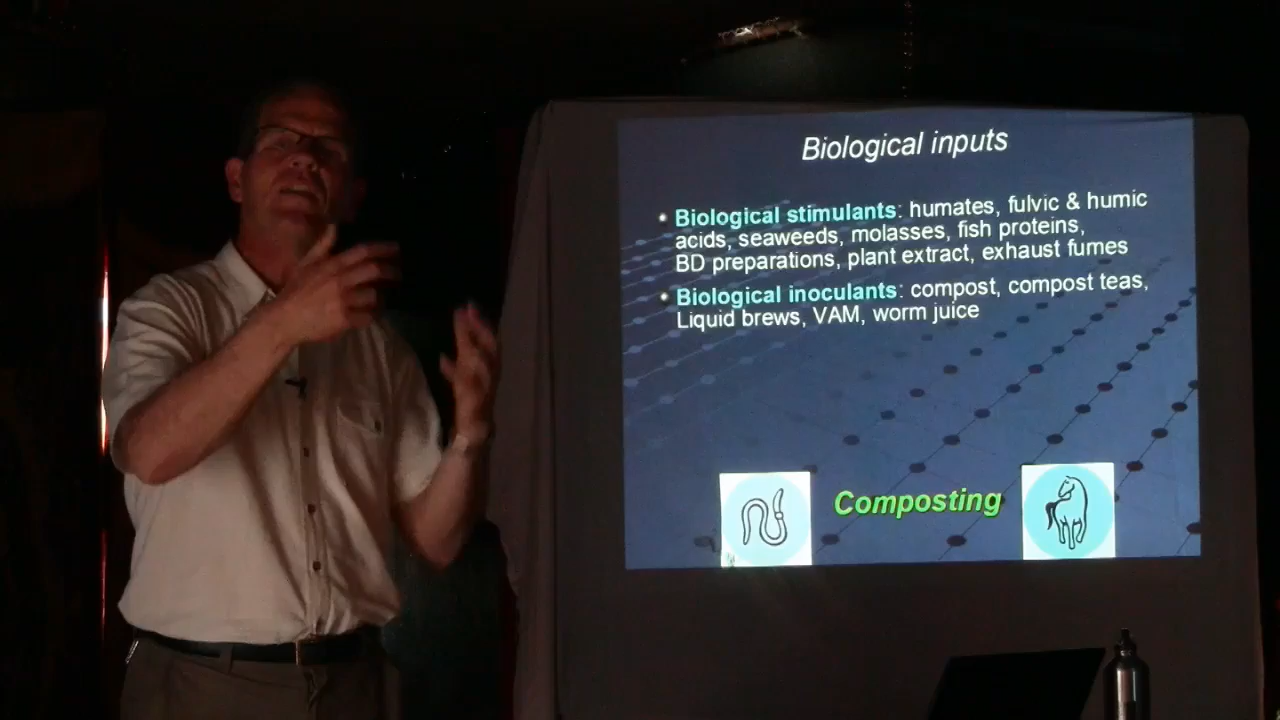 Biological inputs
Biological stimulants: humates, fulvic & humic
acids, seaweeds, molasses, fish proteins,
BD preparations, plant extract, exhaust fumes
Biological inoculants: compost, compost teas,
Liquid brews, VAM, worm juice
Composting